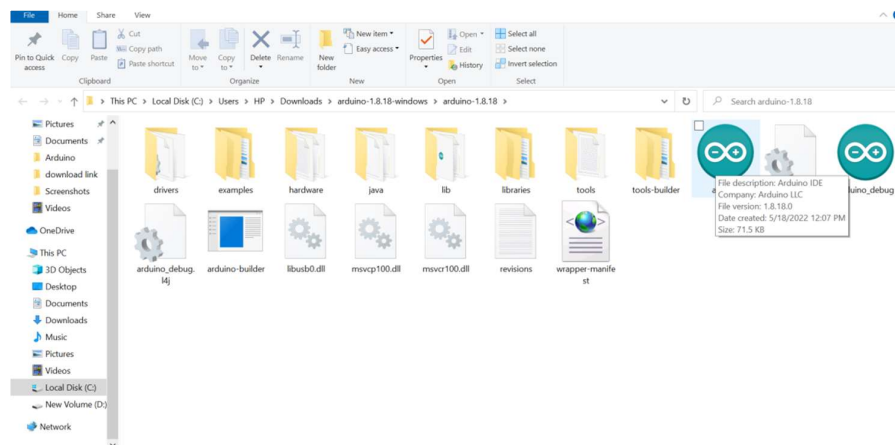 File Home Share View
Pin to Quick access
Copy
Paste
Cut
Copy path
Paste shortcut
Clipboard
Move to
Copy to
Delete
Rename
Organize
New folder
New item
Easy access
New
Properties
Open
Edit
History
Open
Select all
Select none
Invert selection
Select
This PC > Local Disk (C:) > Users > HP > Downloads > arduino-1.8.18-windows > arduino-1.8.18 >
Search arduino-1.8.18
Pictures
Documents
Arduino
download link
Screenshots
Videos
OneDrive
This PC
3D Objects
Desktop
Documents
Downloads
Music
Pictures
Videos
Local Disk (C:)
New Volume (D:)
Network
drivers
examples
hardware
java
lib
libraries
tools
tools-builder
File description: Arduino IDE
Company: Arduino LLC
File version: 1.8.18.0
Date created: 5/18/2022 12:07 PM
Size: 71.5 KB
arduino_debug.
l4j
arduino-builder
libusb0.dll
msvcp100.dll
msvcr100.dll
revisions
wrapper-manife
st